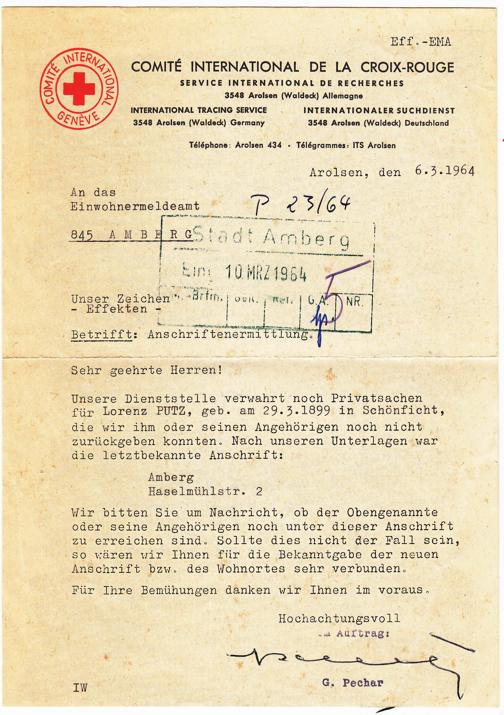 Eff.-EMA
COMITÉ INTERNATIONAL GENÈVE
COMITÉ INTERNATIONAL DE LA CROIX-ROUGE
SERVICE INTERNATIONAL DE RECHERCHES
3548 Arolsen (Waldeck) Allemagne
INTERNATIONAL TRACING SERVICE INTERNATIONALER SUCHDIENST
3548 Arolsen (Waldeck) Germany 3548 Arolsen (Waldeck) Deutschland
Téléphone: Arolsen 434 · Télégrammes: ITS Arolsen
Arolsen, den 6.3.1964
An das
Einwohnermeldeamt
P 23/64
845 AMBERG
Stadt Amberg
Eing. 10 MRZ 1964
Unser Zeichen
G.A. NR.
5
- Effekten -
Betrifft: Anschriftenermittlung.
Sehr geehrte Herren!
Unsere Dienststelle verwahrt noch Privatsachen
für Lorenz PUTZ, geb. am 29.3.1899 in Schönficht,
die wir ihm oder seinen Angehörigen noch nicht
zurückgeben konnten. Nach unseren Unterlagen war
die letztbekannte Anschrift:
Amberg
Haselmühlstr. 2
Wir bitten Sie um Nachricht, ob der Obengenannte
oder seine Angehörigen noch unter dieser Anschrift
zu erreichen sind. Sollte dies nicht der Fall sein,
so wären wir Ihnen für die Bekanntgabe der neuen
Anschrift bzw. des Wohnortes sehr verbunden.
Für Ihre Bemühungen danken wir Ihnen im voraus.
Hochachtungsvoll
Im Auftrag:
G. Pechar
IW